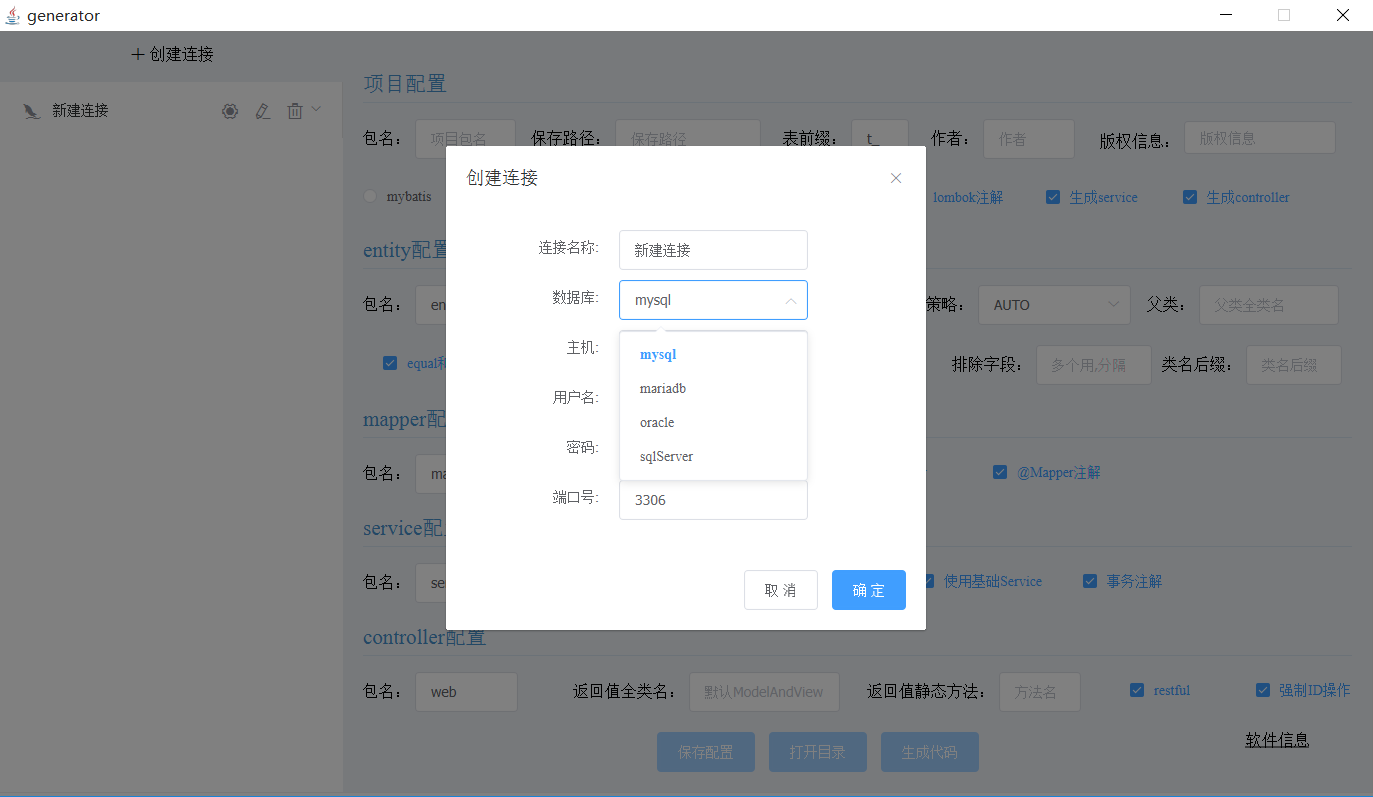 generator
创建连接
新建连接
项目配置
包名： 项目包名 保存路径： 保存路径 表前缀： t_ 作者： 作者 版权信息： 版权信息
mybatis lombok注解 生成service 生成controller
entity配置
包名： en 策略： AUTO 父类： 父类全类名
equal和 排除字段： 多个用,分隔 类名后缀： 类名后缀
mapper配
包名： ma @Mapper注解
service配
包名： se 使用基础Service 事务注解
controller配置
包名： web 返回值全类名： 默认ModelAndView 返回值静态方法： 方法名 restful 强制ID操作
保存配置 打开目录 生成代码
软件信息
创建连接
连接名称: 新建连接
数据库: mysql
主机:
用户名:
密码:
端口号: 3306
mysql
mariadb
oracle
sqlServer
取 消 确 定